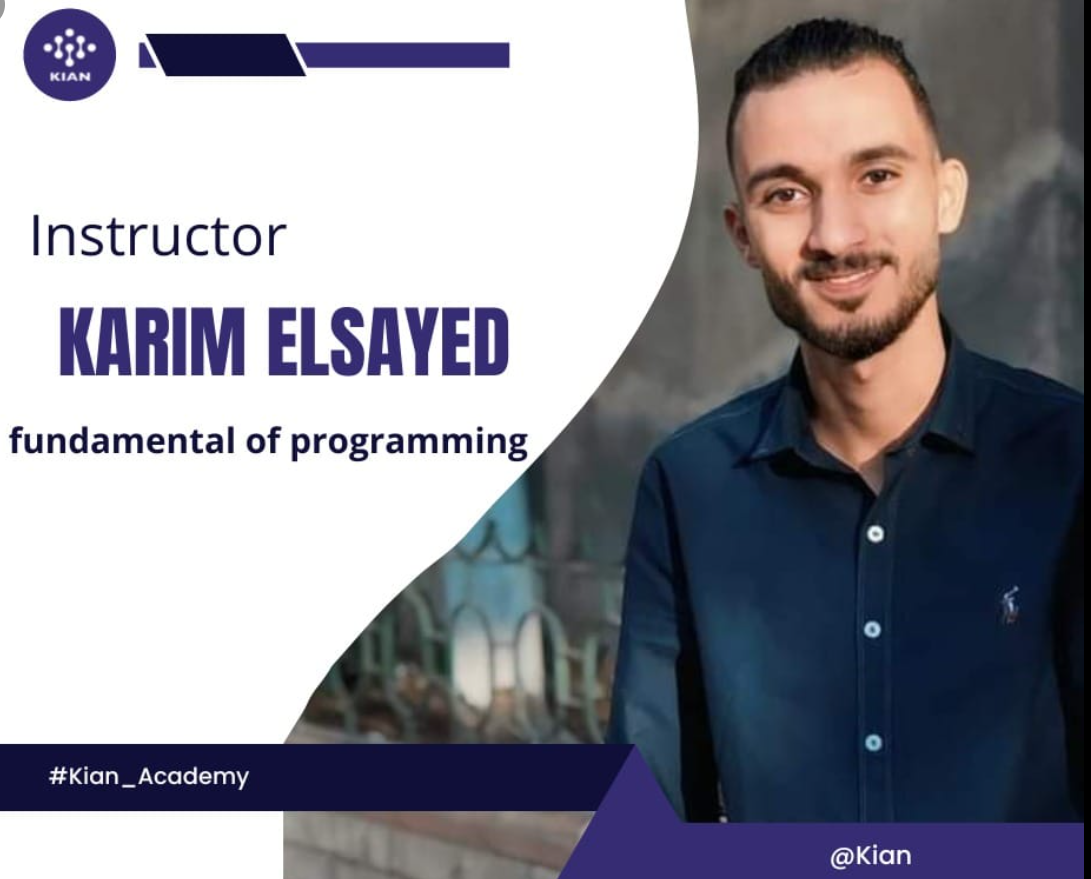 KIAN
Instructor
KARIM ELSAYED
fundamental of programming
#Kian_Academy
@Kian